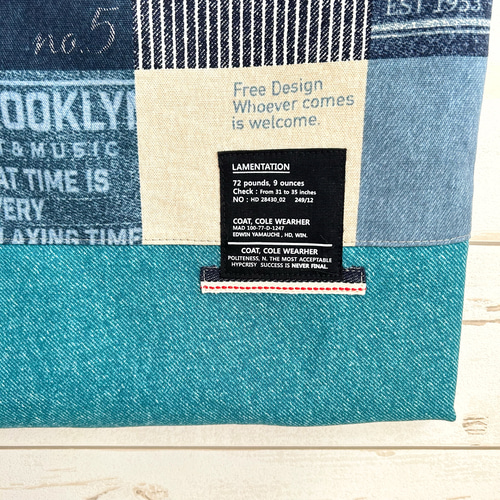 no.5
EST 1953
OOKLYN
& MUSIC
AT TIME IS
VERY
LAXING TIME
Free Design
Whoever comes
is welcome.
LAMENTATION
72 pounds, 9 ounces
Check : From 31 to 35 inches
NO : HD 28430_02 249/12
COAT, COLE WEARHER
MAD 100-77-D-1247
EDWIN YAMAUCHI , HD, WIN.
COAT, COLE WEARHER
POLITENESS, N. THE MOST ACCEPTABLE
HYPCRISY SUCCESS IS NEVER FINAL.